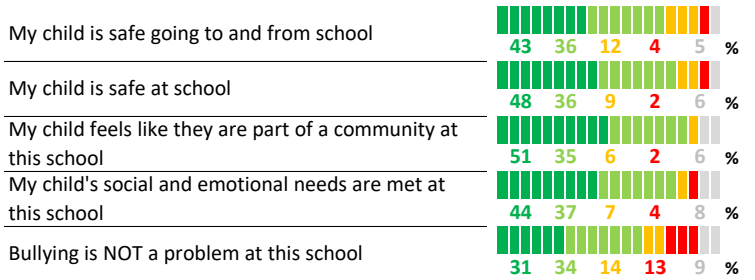 My child is safe going to and from school
43 36 12 4 5 %
My child is safe at school
48 36 9 2 6 %
My child feels like they are part of a community at
this school
51 35 6 2 6 %
My child's social and emotional needs are met at
this school
44 37 7 4 8 %
Bullying is NOT a problem at this school
31 34 14 13 9 %